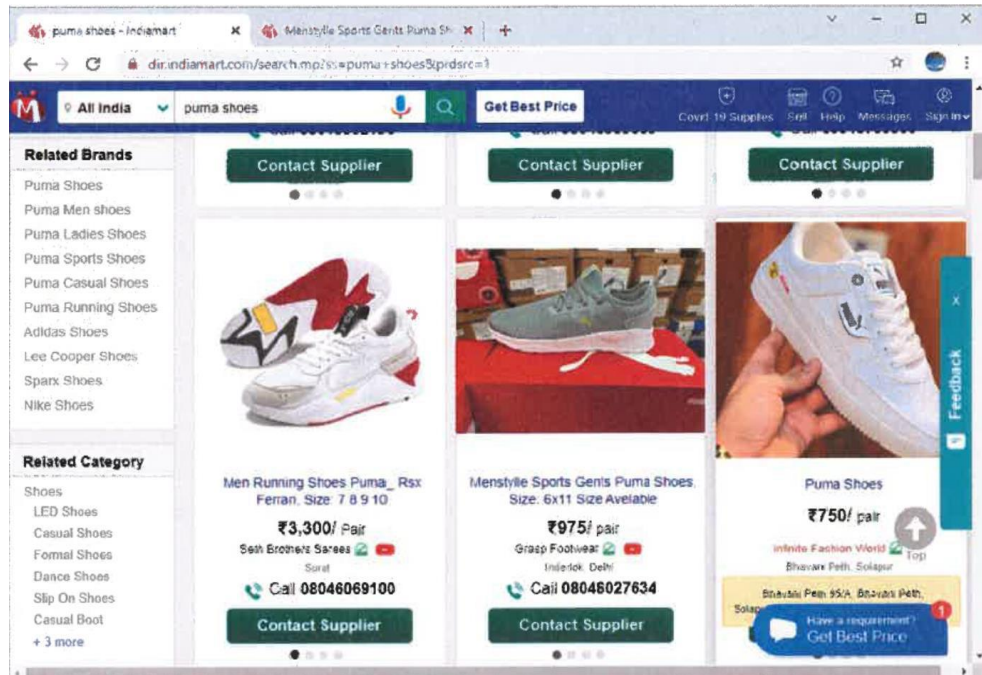 puma shoes - Indiamart
Menstylle Sports Gents Puma Sh
dir.indiamart.com/search.mp?ss=puma+shoes&prdsrc=1
M
All India
puma shoes
Get Best Price
Covid 19 Supplies
Sell
Help
Messages
Sign In
Related Brands
Puma Shoes
Puma Men shoes
Puma Ladies Shoes
Puma Sports Shoes
Puma Casual Shoes
Puma Running Shoes
Adidas Shoes
Lee Cooper Shoes
Sparx Shoes
Nike Shoes
Related Category
Shoes
LED Shoes
Casual Shoes
Formal Shoes
Dance Shoes
Slip On Shoes
Casual Boot
+ 3 more
Contact Supplier
Contact Supplier
Contact Supplier
Men Running Shoes Puma_ Rsx
Ferrari, Size: 7 8 9 10
₹3,300/ Pair
Seth Brothers Sarees
Surat
Call 08046069100
Contact Supplier
Menstylle Sports Gents Puma Shoes,
Size: 6x11 Size Avelable
₹975/ pair
Grasp Footwear
Inderlok, Delhi
Call 08046027634
Contact Supplier
Puma Shoes
₹750/ pair
Infinite Fashion World
Bhavani Peth, Solapur
Bhavani Peth 95/A, Bhavani Peth,
Top
Have a requirement?
Get Best Price
1
Feedback